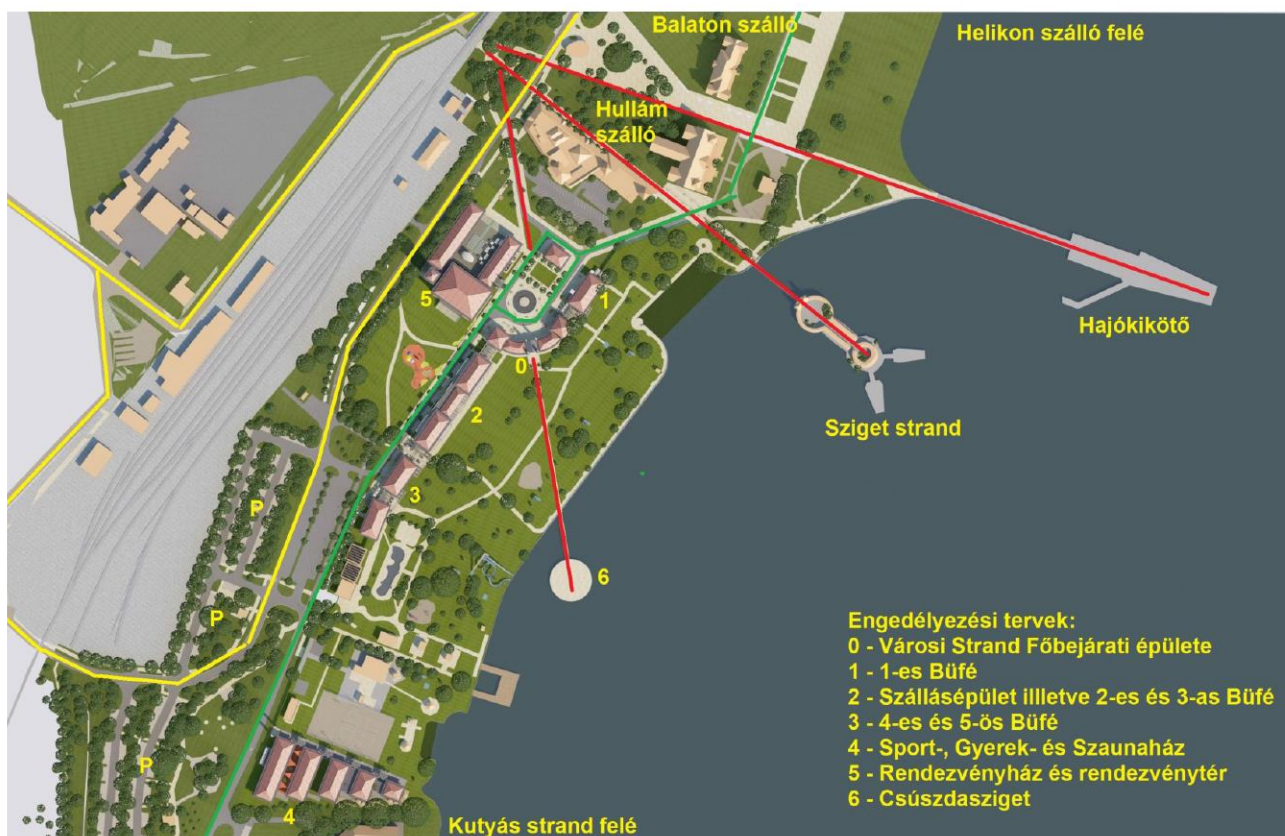 Balaton szálló
Helikon szálló felé
Hullám
szálló
5
1
Hajókikötő
0
2
Sziget strand
3
P
6
P
Engedélyezési tervek:
0 - Városi Strand Főbejárati épülete
1 - 1-es Büfé
2 - Szállásépület illletve 2-es és 3-as Büfé
3 - 4-es és 5-ös Büfé
4 - Sport-, Gyerek- és Szaunaház
5 - Rendezvényház és rendezvénytér
6 - Csúszdasziget
P
4
Kutyás strand felé